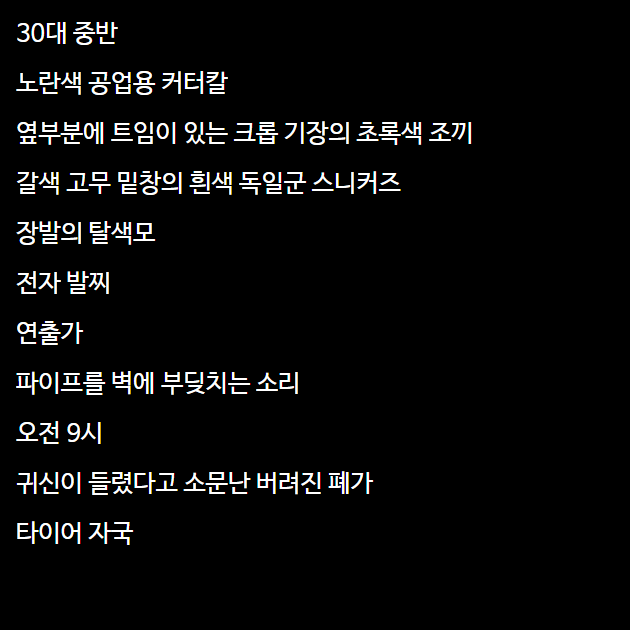 30대 중반
노란색 공업용 커터칼
옆부분에 트임이 있는 크롭 기장의 초록색 조끼
갈색 고무 밑창의 흰색 독일군 스니커즈
장발의 탈색모
전자 발찌
연출가
파이프를 벽에 부딪치는 소리
오전 9시
귀신이 들렸다고 소문난 버려진 폐가
타이어 자국